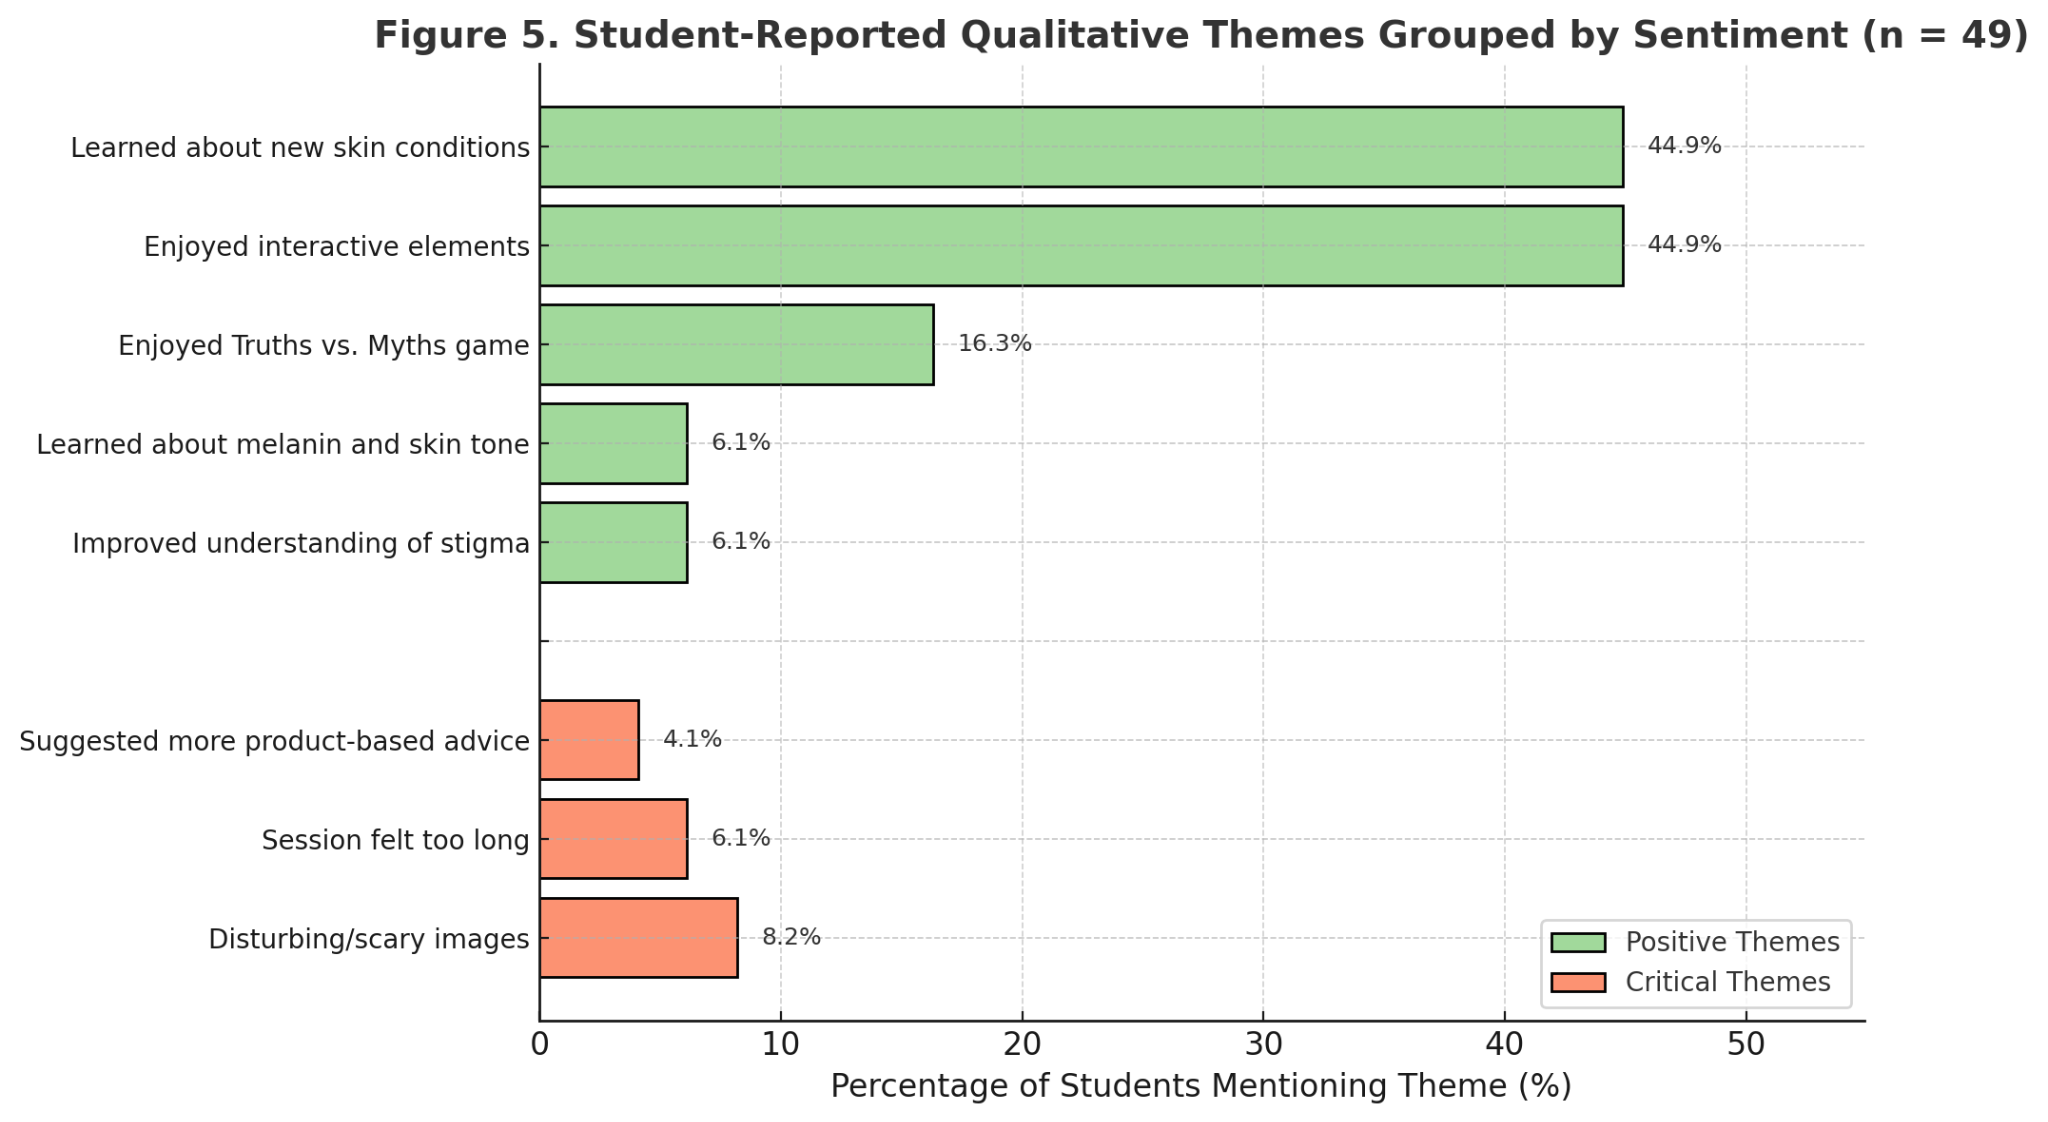 Figure 5. Student-Reported Qualitative Themes Grouped by Sentiment (n = 49)
Learned about new skin conditions
44.9%
Enjoyed interactive elements
44.9%
Enjoyed Truths vs. Myths game
16.3%
Learned about melanin and skin tone
6.1%
Improved understanding of stigma
6.1%
Suggested more product-based advice
4.1%
Session felt too long
6.1%
Disturbing/scary images
8.2%
Positive Themes
Critical Themes
0 10 20 30 40 50
Percentage of Students Mentioning Theme (%)